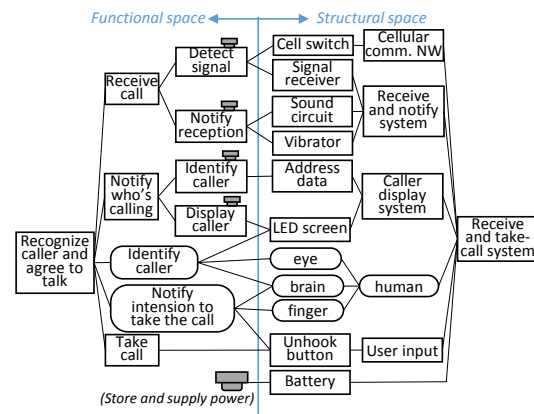 Functional space
Structural space
Detect
signal
Cell switch
Cellular
comm. NW
Signal
receiver
Receive
call
Notify
reception
Sound
circuit
Receive
and notify
system
Vibrator
Identify
caller
Address
data
Notify
who's
calling
Caller
display
system
Display
caller
LED screen
Recognize
caller and
agree to
talk
Receive
and take-
call system
Identify
caller
eye
brain
human
Notify
intension to
take the call
finger
Take
call
Unhook
button
User input
Battery
(Store and supply power)